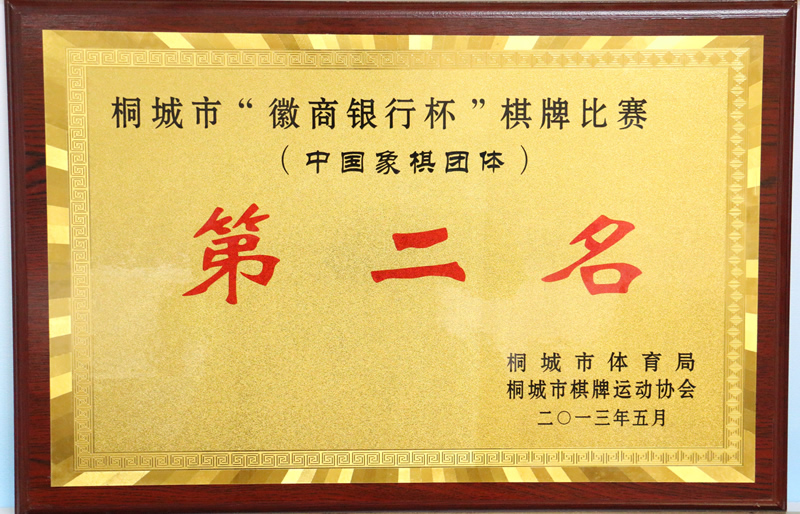 桐城市“徽商银行杯”棋牌比赛
（中国象棋团体）
第二名
桐城市体育局
桐城市棋牌运动协会
二〇一三年五月